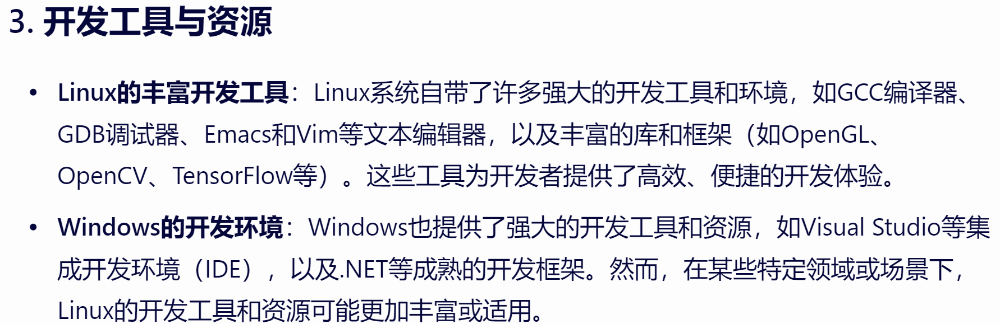 3. 开发工具与资源
• Linux的丰富开发工具：Linux系统自带了许多强大的开发工具和环境，如GCC编译器、
GDB调试器、Emacs和Vim等文本编辑器，以及丰富的库和框架（如OpenGL、
OpenCV、TensorFlow等）。这些工具为开发者提供了高效、便捷的开发体验。
• Windows的开发环境：Windows也提供了强大的开发工具和资源，如Visual Studio等集
成开发环境（IDE），以及.NET等成熟的开发框架。然而，在某些特定领域或场景下，
Linux的开发工具和资源可能更加丰富或适用。